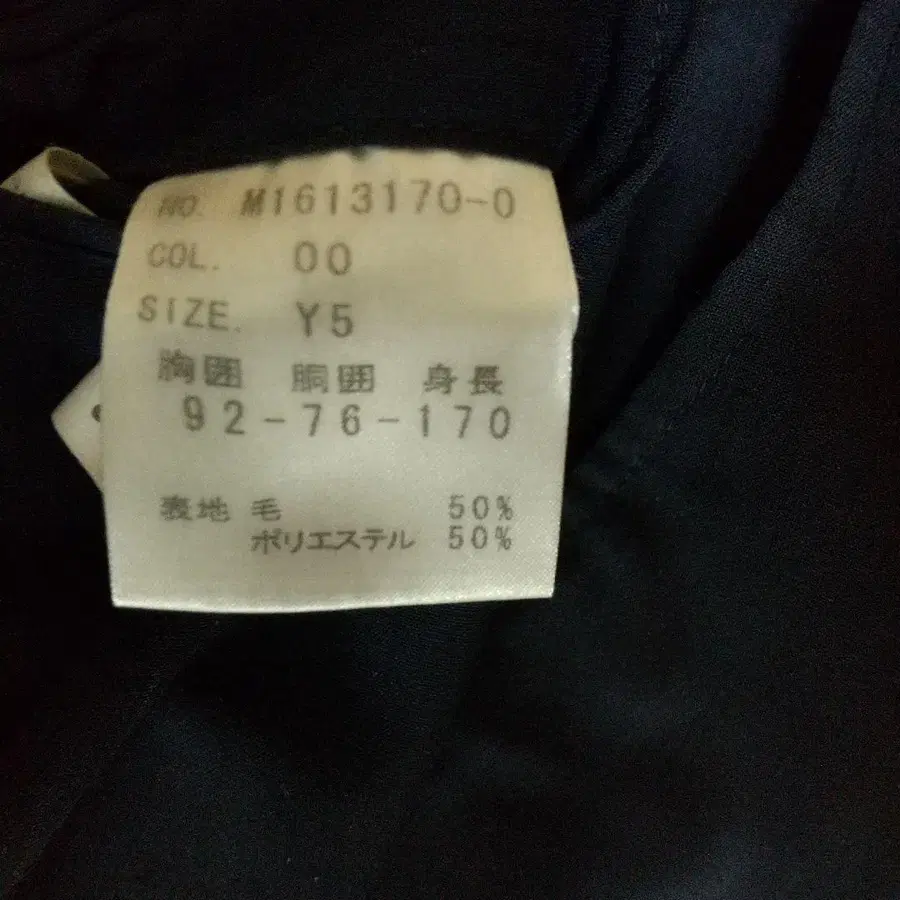 NO. M1613170-0
COL. 00
SIZE. Y5
胸囲 胴囲 身長
92-76-170
表地 毛 50%
ポリエステル 50%